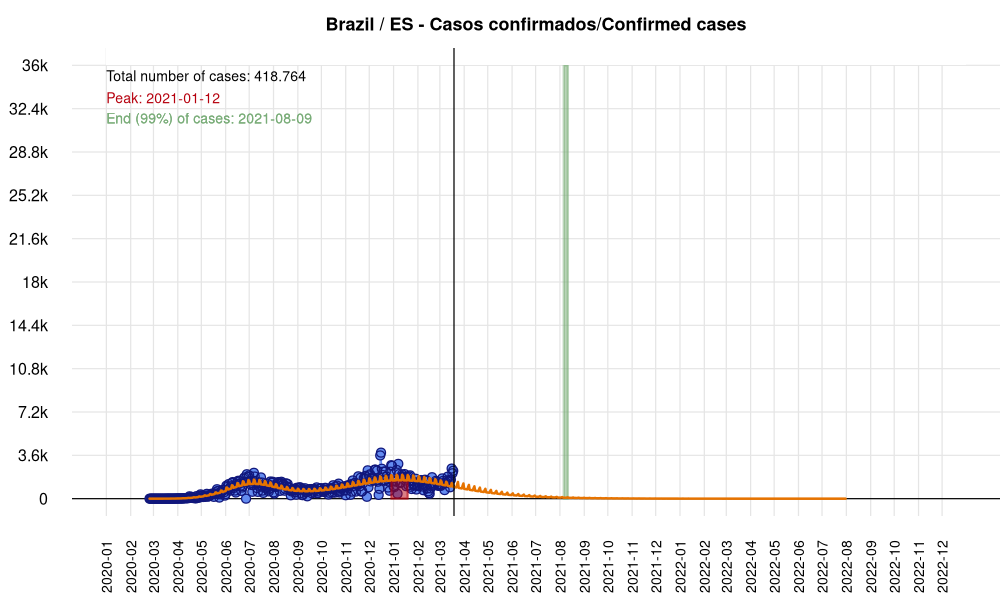 Brazil / ES - Casos confirmados/Confirmed cases
Total number of cases: 418.764
Peak: 2021-01-12
End (99%) of cases: 2021-08-09
36k
32.4k
28.8k
25.2k
21.6k
18k
14.4k
10.8k
7.2k
3.6k
0
2020-01
2020-02
2020-03
2020-04
2020-05
2020-06
2020-07
2020-08
2020-09
2020-10
2020-11
2020-12
2021-01
2021-02
2021-03
2021-04
2021-05
2021-06
2021-07
2021-08
2021-09
2021-10
2021-11
2021-12
2022-01
2022-02
2022-03
2022-04
2022-05
2022-06
2022-07
2022-08
2022-09
2022-10
2022-11
2022-12